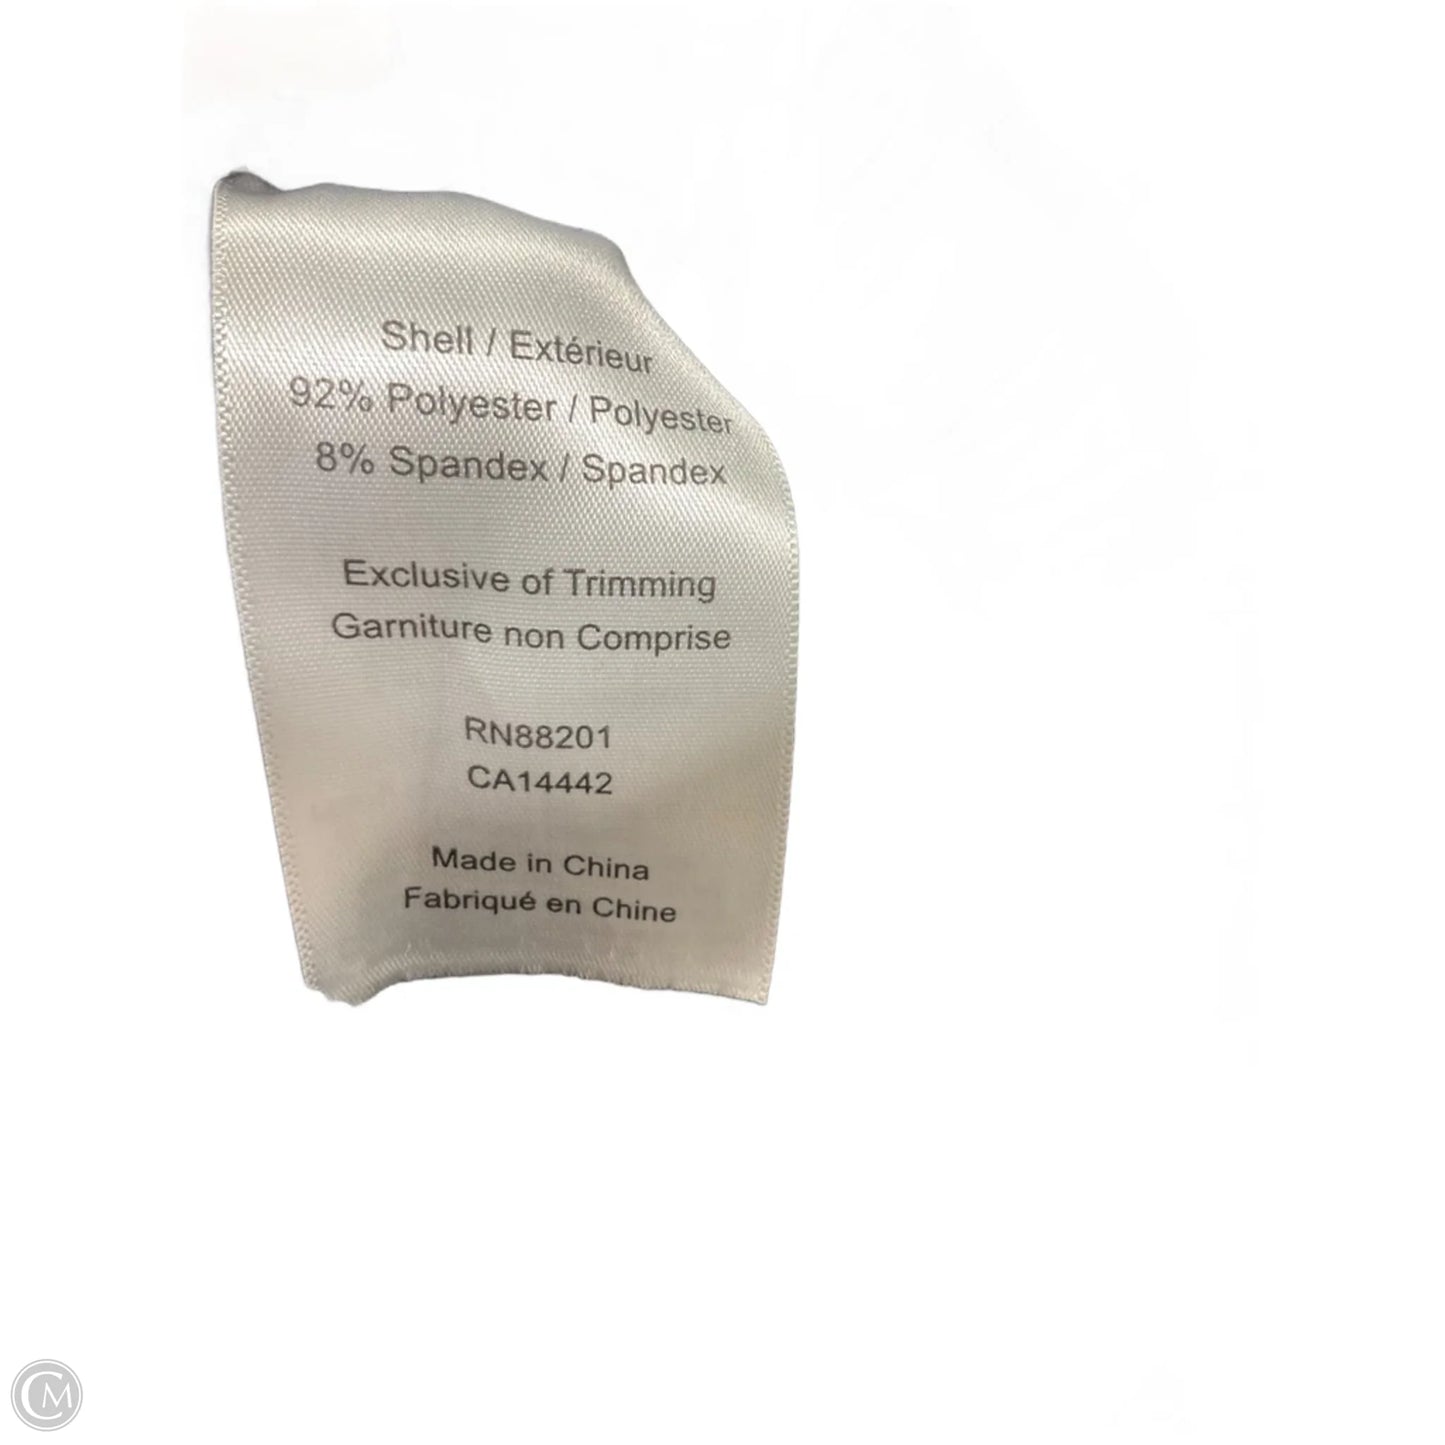 Shell / Extérieur
92% Polyester / Polyester
8% Spandex / Spandex
Exclusive of Trimming
Garniture non Comprise
RN88201
CA14442
Made in China
Fabriqué en Chine
CM